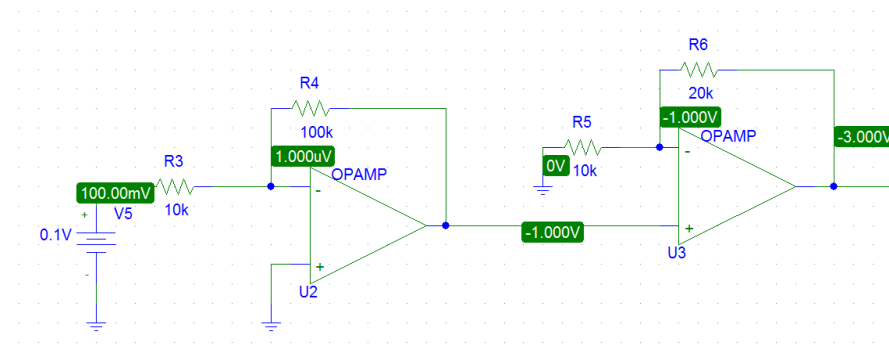 R6
20k
-1.000V
OPAMP
-3.000V
R4
100k
R5
0V
10k
1.000uV
OPAMP
R3
10k
100.00mV
V5
+
0.1V
-
-
+
U2
-1.000V
-
+
U3